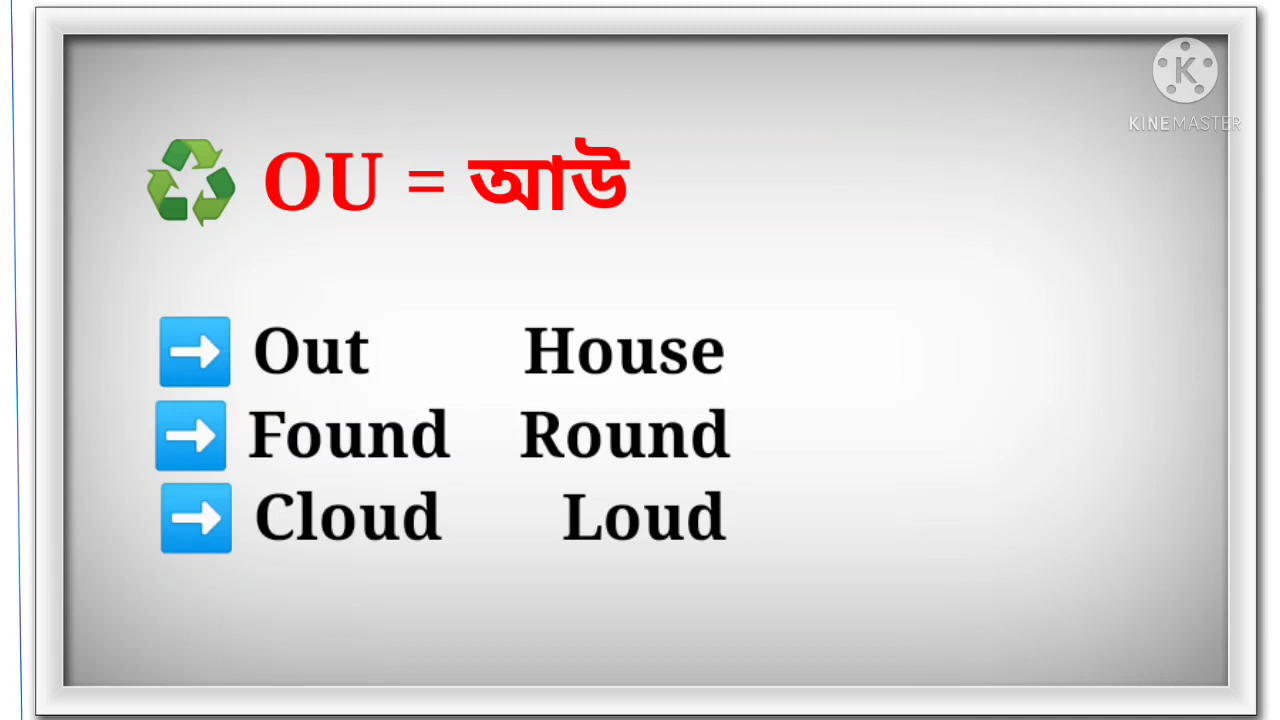 KINEMASTER
♻️ OU = আউ
➡️ Out House
➡️ Found Round
➡️ Cloud Loud